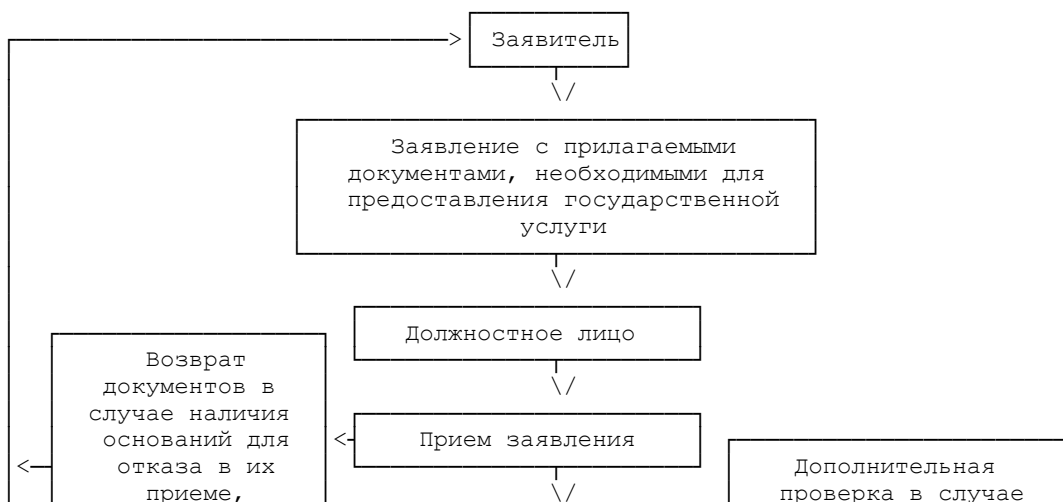 Заявитель
Заявление с прилагаемыми
документами, необходимыми для
предоставления государственной
услуги
Должностное лицо
Возврат
документов в
случае наличия
оснований для
отказа в их
приеме,
Прием заявления
Дополнительная
проверка в случае